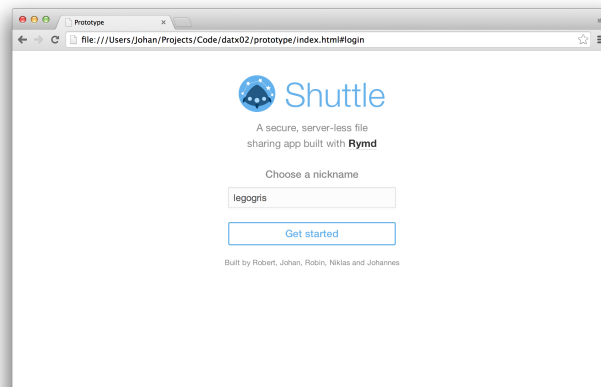 Prototype
file:///Users/Johan/Projects/Code/datx02/prototype/index.html#login
Shuttle
A secure, server-less file
sharing app built with Rymd
Choose a nickname
legogris
Get started
Built by Robert, Johan, Robin, Niklas and Johannes